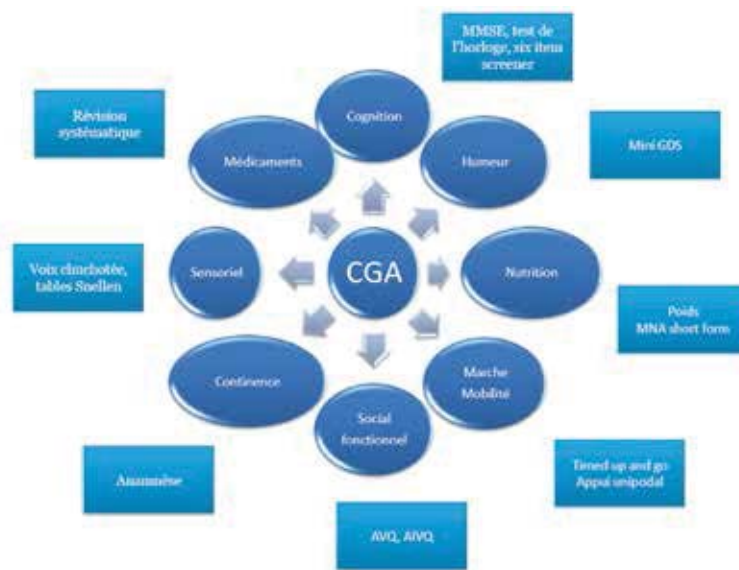 MMSE, test de
l'horloge, six items
screener
Révision
systématique
Cognition
Médicaments
Humeur
Mini GDS
Voix chuchotée,
tables Snellen
Sensoriel
CGA
Nutrition
Poids
MNA short form
Continence
Marche
Mobilité
Social
fonctionnel
Anamnèse
Timed up and go
Appui unipodal
AVQ, AIVQ